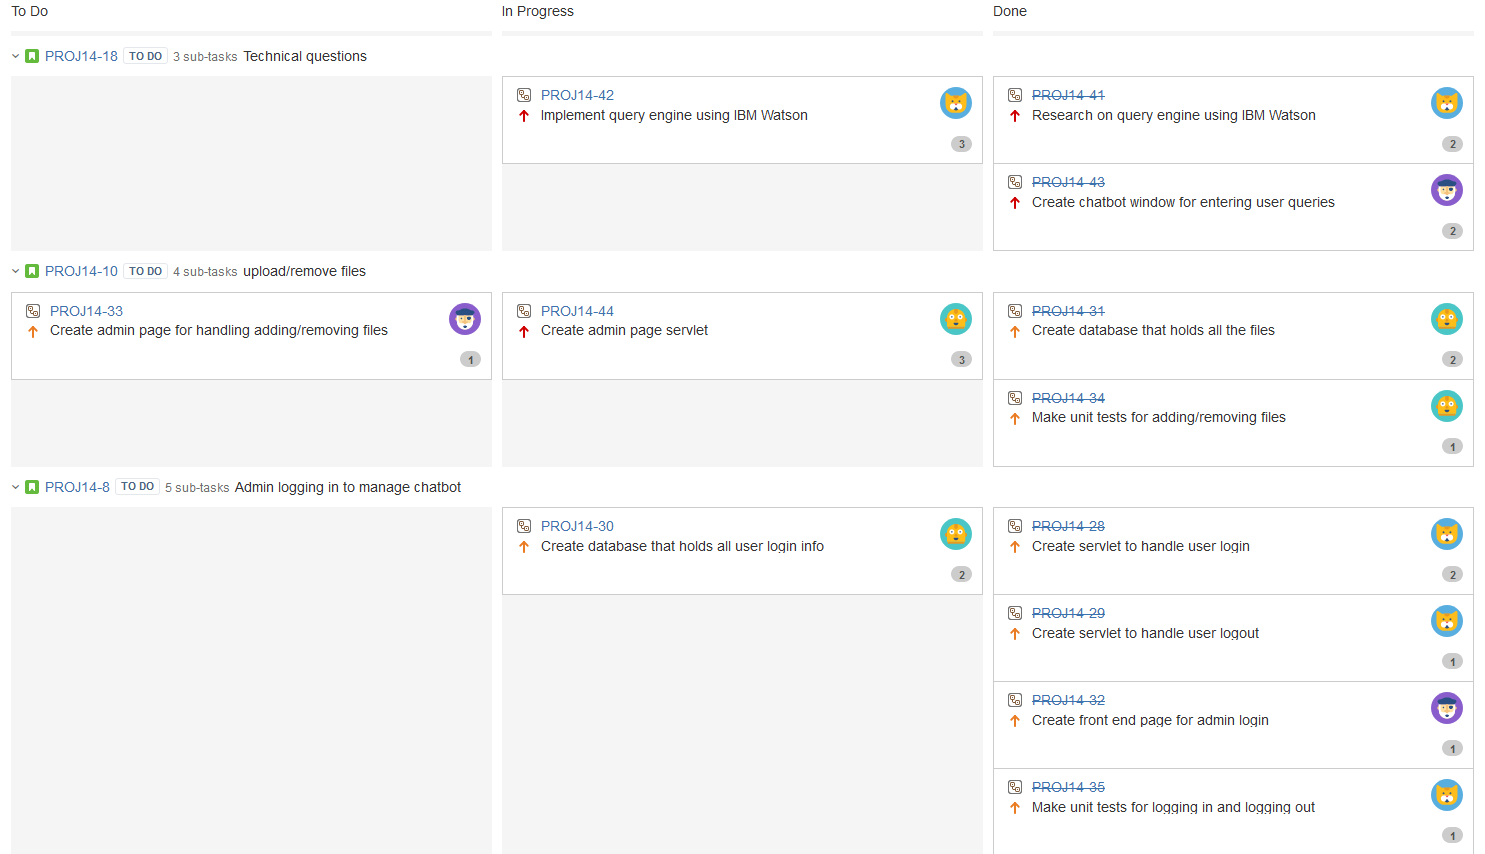 To Do
In Progress
Done
PROJ14-18 TO DO 3 sub-tasks Technical questions
PROJ14-42
Implement query engine using IBM Watson
3
PROJ14-41
Research on query engine using IBM Watson
2
PROJ14-43
Create chatbot window for entering user queries
2
PROJ14-10 TO DO 4 sub-tasks upload/remove files
PROJ14-33
Create admin page for handling adding/removing files
1
PROJ14-44
Create admin page servlet
3
PROJ14-31
Create database that holds all the files
2
PROJ14-34
Make unit tests for adding/removing files
1
PROJ14-8 TO DO 5 sub-tasks Admin logging in to manage chatbot
PROJ14-30
Create database that holds all user login info
2
PROJ14-28
Create servlet to handle user login
2
PROJ14-29
Create servlet to handle user logout
1
PROJ14-32
Create front end page for admin login
1
PROJ14-35
Make unit tests for logging in and logging out
1